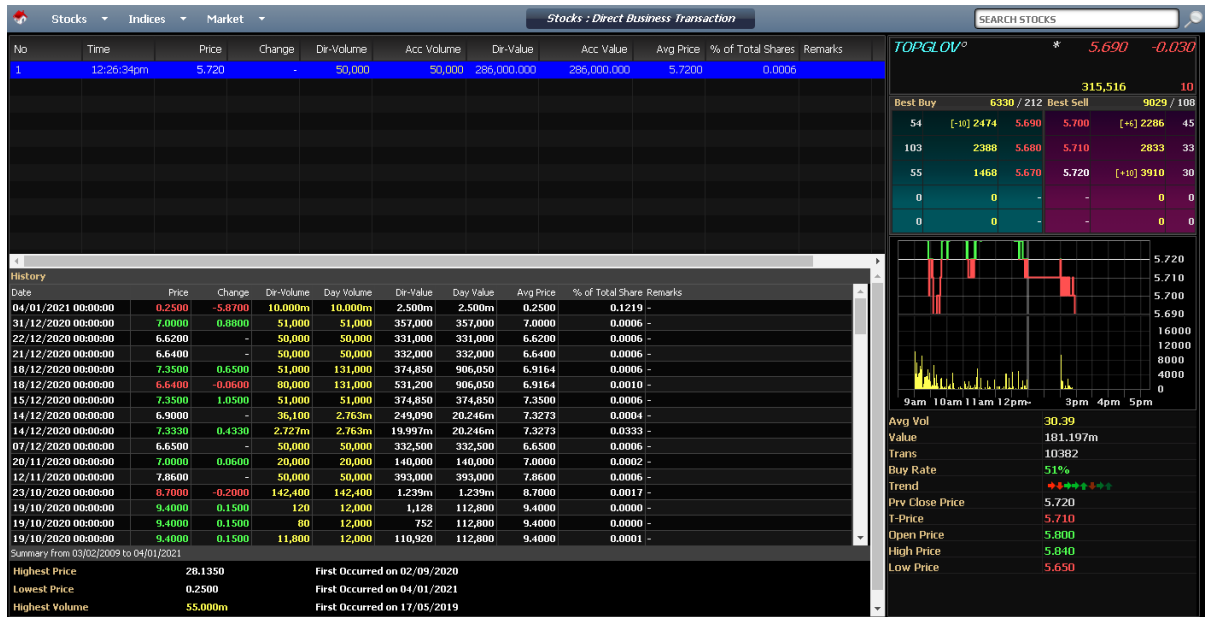 Stocks Indices Market Stocks : Direct Business Transaction SEARCH STOCKS
No Time Price Change Dir-Volume Acc Volume Dir-Value Acc Value Avg Price % of Total Shares Remarks
1 12:26:34pm 5.720 - 50,000 50,000 286,000.000 286,000.000 5.7200 0.0006
History
Date Price Change Dir-Volume Day Volume Dir-Value Day Value Avg Price % of Total Share Remarks
04/01/2021 00:00:00 0.2500 -5.8700 10.000m 10.000m 2.500m 2.500m 0.2500 0.1219 -
31/12/2020 00:00:00 7.0000 0.8800 51,000 51,000 357,000 357,000 7.0000 0.0006 -
22/12/2020 00:00:00 6.6200 - 50,000 50,000 331,000 331,000 6.6200 0.0006 -
21/12/2020 00:00:00 6.6400 - 50,000 50,000 332,000 332,000 6.6400 0.0006 -
18/12/2020 00:00:00 7.3500 0.6500 51,000 131,000 374,850 906,050 6.9164 0.0006 -
18/12/2020 00:00:00 6.6400 -0.0600 80,000 131,000 531,200 906,050 6.9164 0.0010 -
15/12/2020 00:00:00 7.3500 1.0500 51,000 51,000 374,850 374,850 7.3500 0.0006 -
14/12/2020 00:00:00 6.9000 - 36,100 2.763m 249,090 20.246m 7.3273 0.0004 -
14/12/2020 00:00:00 7.3330 0.4330 2.727m 2.763m 19.997m 20.246m 7.3273 0.0333 -
07/12/2020 00:00:00 6.6500 - 50,000 50,000 332,500 332,500 6.6500 0.0006 -
20/11/2020 00:00:00 7.0000 0.0600 20,000 20,000 140,000 140,000 7.0000 0.0002 -
12/11/2020 00:00:00 7.8600 - 50,000 50,000 393,000 393,000 7.8600 0.0006 -
23/10/2020 00:00:00 8.7000 -0.2000 142,400 142,400 1.239m 1.239m 8.7000 0.0017 -
19/10/2020 00:00:00 9.4000 0.1500 120 12,000 1,128 112,800 9.4000 0.0000 -
19/10/2020 00:00:00 9.4000 0.1500 80 12,000 752 112,800 9.4000 0.0000 -
19/10/2020 00:00:00 9.4000 0.1500 11,800 12,000 110,920 112,800 9.4000 0.0001 -
Summary from 03/02/2009 to 04/01/2021
Highest Price 28.1350 First Occurred on 02/09/2020
Lowest Price 0.2500 First Occurred on 04/01/2021
Highest Volume 55.000m First Occurred on 17/05/2019
TOPGLOV° * 5.690 -0.030
315,516 10
Best Buy 6330 / 212 Best Sell 9029 / 108
54 [-10] 2474 5.690 5.700 [+6] 2286 45
103 2388 5.680 5.710 2833 33
55 1468 5.670 5.720 [+10] 3910 30
0 0 - - 0 0
0 0 - - 0 0
5.720
5.710
5.700
5.690
16000
12000
8000
4000
0
9am 10am 11am 12pm- 3pm 4pm 5pm
Avg Vol 30.39
Value 181.197m
Trans 10382
Buy Rate 51%
Trend
Prv Close Price 5.720
T-Price 5.710
Open Price 5.800
High Price 5.840
Low Price 5.650